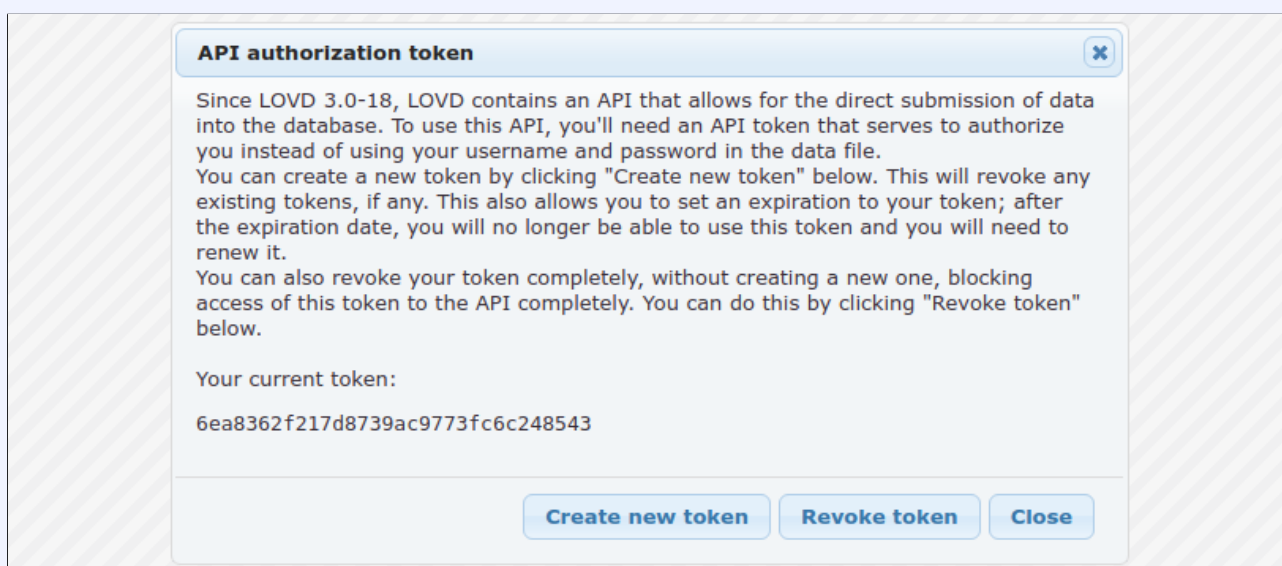 API authorization token
Since LOVD 3.0-18, LOVD contains an API that allows for the direct submission of data
into the database. To use this API, you'll need an API token that serves to authorize
you instead of using your username and password in the data file.
You can create a new token by clicking "Create new token" below. This will revoke any
existing tokens, if any. This also allows you to set an expiration to your token; after
the expiration date, you will no longer be able to use this token and you will need to
renew it.
You can also revoke your token completely, without creating a new one, blocking
access of this token to the API completely. You can do this by clicking "Revoke token"
below.
Your current token:
6ea8362f217d8739ac9773fc6c248543
Create new token Revoke token Close